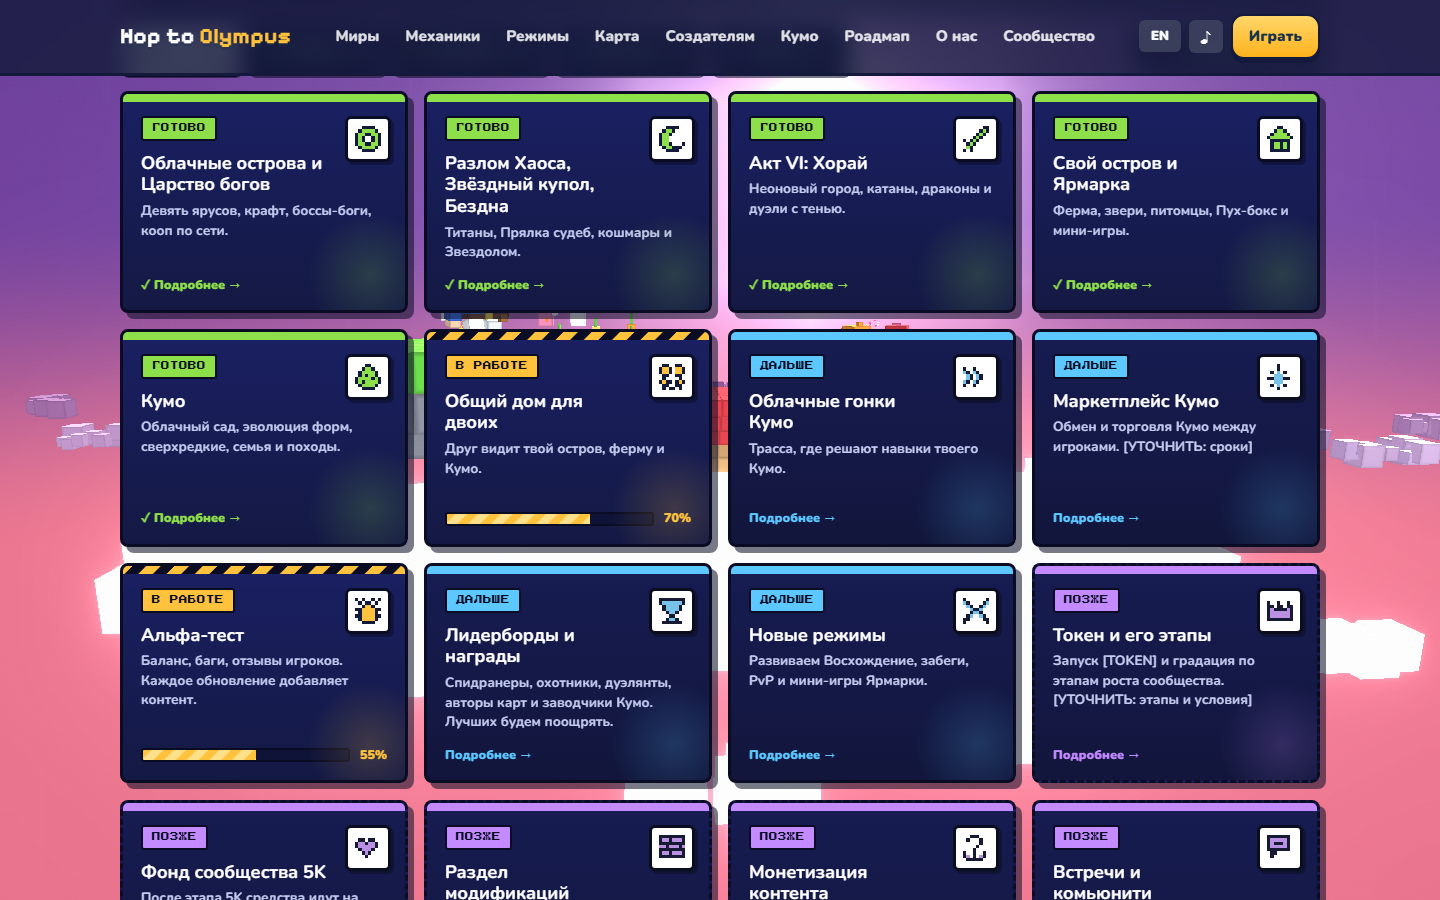 Hop to Olympus
Миры
Механики
Режимы
Карта
Создателям
Кумо
Роадмап
О нас
Сообщество
EN
♪
Играть
ГОТОВО
Облачные острова и
Царство богов
Девять ярусов, крафт, боссы-боги,
кооп по сети.
✓ Подробнее →
ГОТОВО
Разлом Хаоса,
Звёздный купол,
Бездна
Титаны, Прялка судеб, кошмары и
Звездолом.
✓ Подробнее →
ГОТОВО
Акт VI: Хорай
Неоновый город, катаны, драконы и
дуэли с тенью.
✓ Подробнее →
ГОТОВО
Свой остров и
Ярмарка
Ферма, звери, питомцы, Пух-бокс и
мини-игры.
✓ Подробнее →
ГОТОВО
Кумо
Облачный сад, эволюция форм,
сверхредкие, семья и походы.
✓ Подробнее →
В РАБОТЕ
Общий дом для
двоих
Друг видит твой остров, ферму и
Кумо.
70%
ДАЛЬШЕ
Облачные гонки
Кумо
Трасса, где решают навыки твоего
Кумо.
Подробнее →
ДАЛЬШЕ
Маркетплейс Кумо
Обмен и торговля Кумо между
игроками. [УТОЧНИТЬ: сроки]
Подробнее →
В РАБОТЕ
Альфа-тест
Баланс, баги, отзывы игроков.
Каждое обновление добавляет
контент.
55%
ДАЛЬШЕ
Лидерборды и
награды
Спидранеры, охотники, дуэлянты,
авторы карт и заводчики Кумо.
Лучших будем поощрять.
Подробнее →
ДАЛЬШЕ
Новые режимы
Развиваем Восхождение, забеги,
PvP и мини-игры Ярмарки.
Подробнее →
ПОЗЖЕ
Токен и его этапы
Запуск [TOKEN] и градация по
этапам роста сообщества.
[УТОЧНИТЬ: этапы и условия]
Подробнее →
ПОЗЖЕ
Фонд сообщества 5K
После этапа 5K средства идут на
ПОЗЖЕ
Раздел
модификаций
ПОЗЖЕ
Монетизация
контента
ПОЗЖЕ
Встречи и
комьюнити